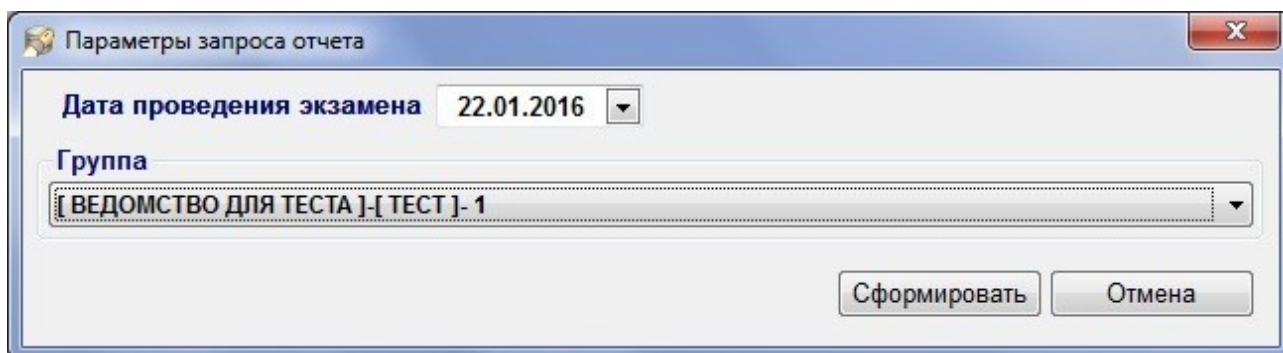 Параметры запроса отчета
Дата проведения экзамена 22.01.2016
Группа
[ ВЕДОМСТВО ДЛЯ ТЕСТА ]-[ ТЕСТ ]- 1
Сформировать Отмена